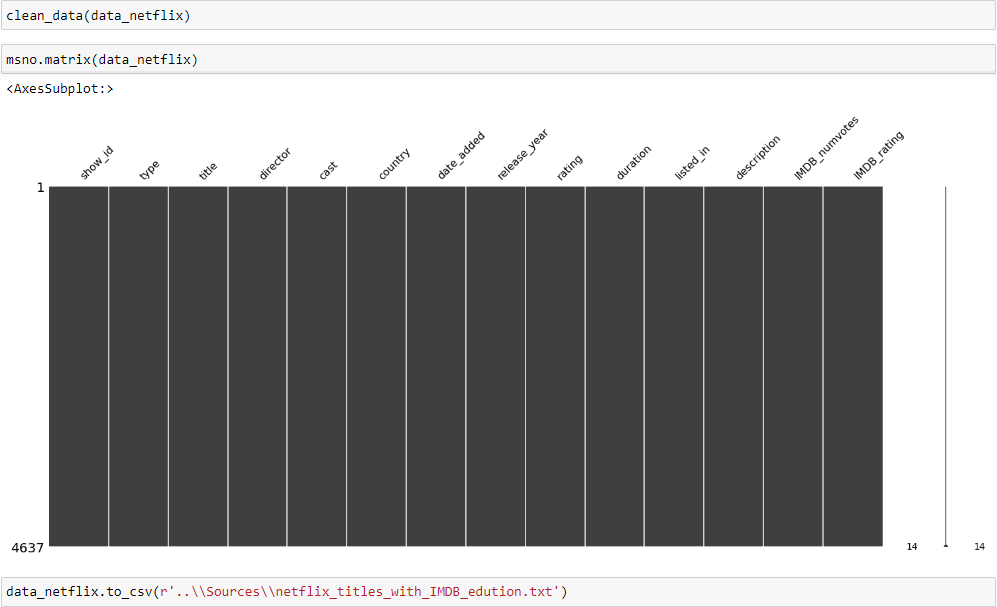 clean_data(data_netflix)
msno.matrix(data_netflix)
<AxesSubplot:>
show_id type title director cast country date_added release_year rating duration listed_in description IMDB_numvotes IMDB_rating
1
4637
14 14
data_netflix.to_csv(r'..\\Sources\\netflix_titles_with_IMDB_edution.txt')